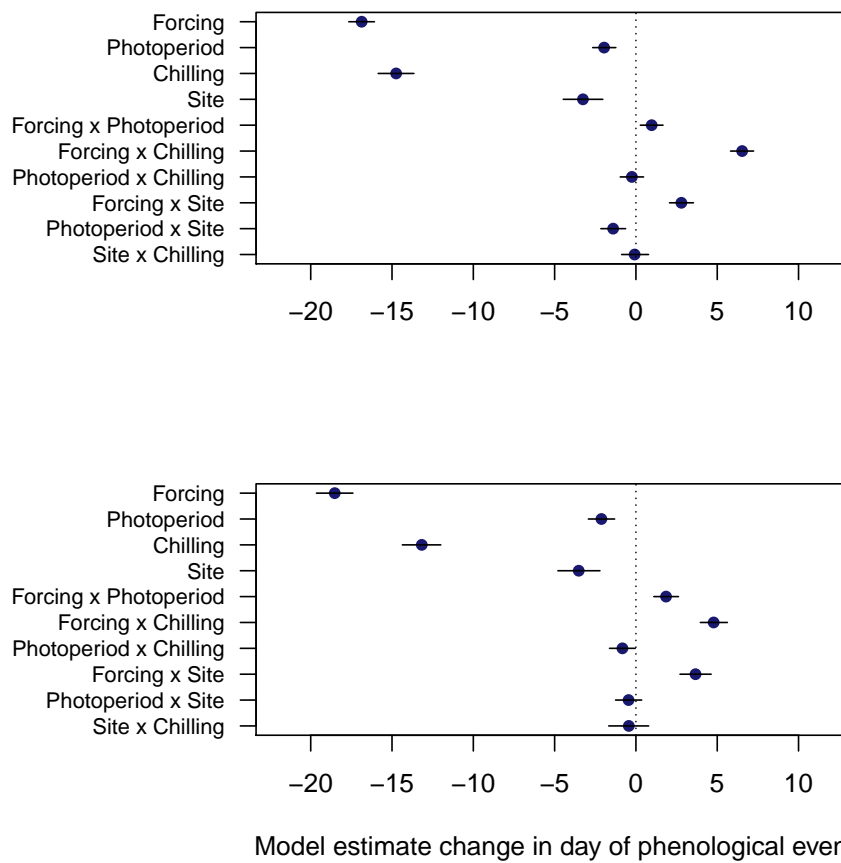 Forcing
Photoperiod
Chilling
Site
Forcing x Photoperiod
Forcing x Chilling
Photoperiod x Chilling
Forcing x Site
Photoperiod x Site
Site x Chilling
−20 −15 −10 −5 0 5 10
Forcing
Photoperiod
Chilling
Site
Forcing x Photoperiod
Forcing x Chilling
Photoperiod x Chilling
Forcing x Site
Photoperiod x Site
Site x Chilling
−20 −15 −10 −5 0 5 10
Model estimate change in day of phenological